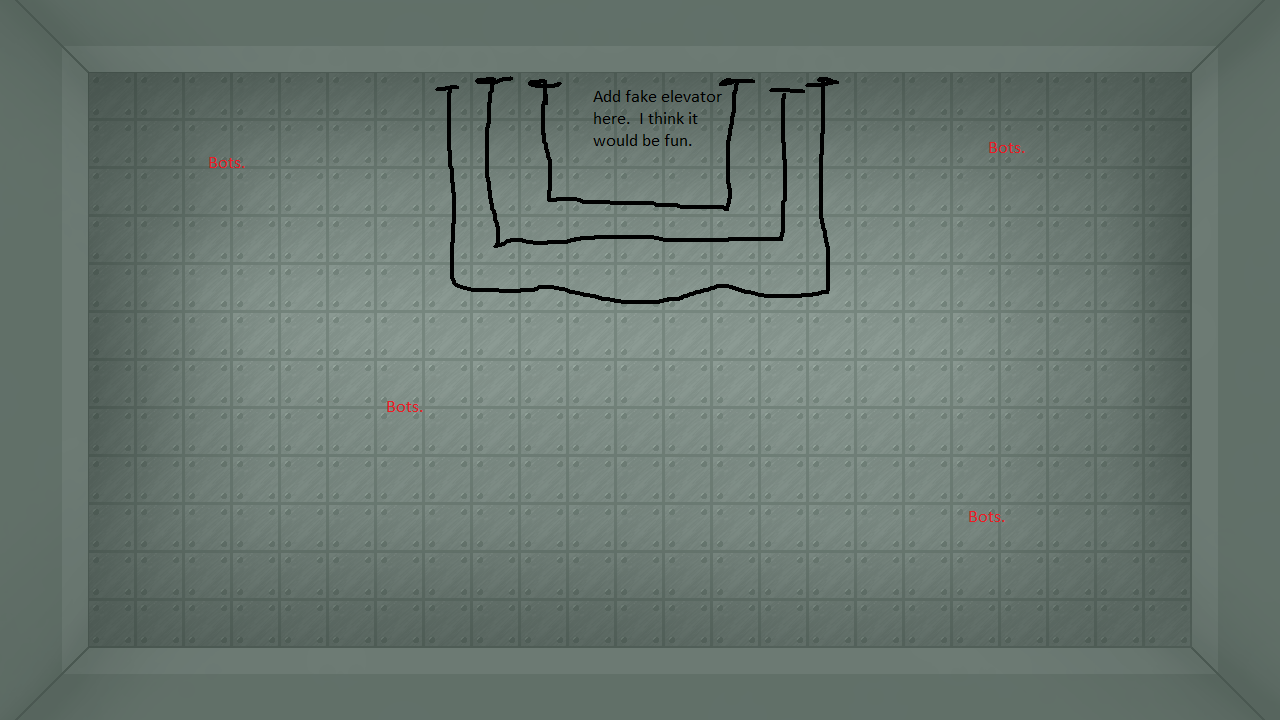 Add fake elevator
here.  I think it
would be fun.
Bots.
Bots.
Bots.
Bots.